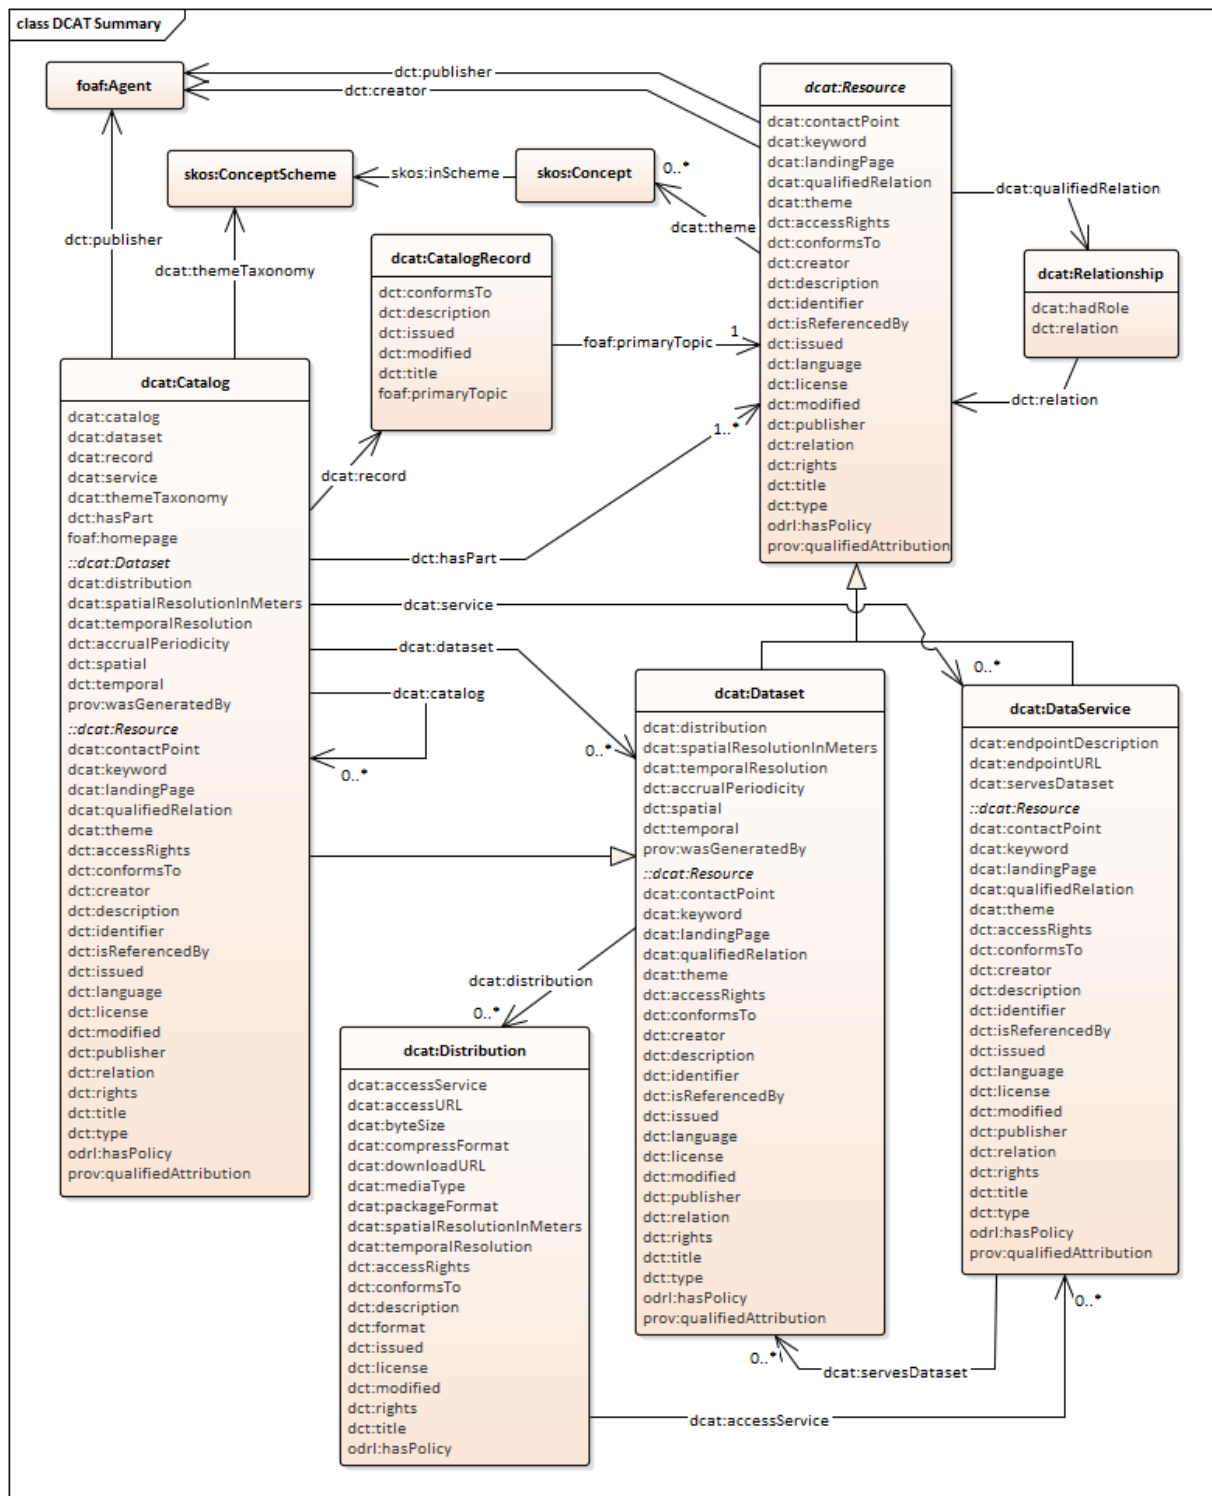 class DCAT Summary
foaf:Agent
dct:publisher
dct:creator
skos:ConceptScheme
skos:inScheme
skos:Concept
0..*
dcat:theme
dct:publisher
dcat:themeTaxonomy
dcat:Resource
dcat:contactPoint
dcat:keyword
dcat:landingPage
dcat:qualifiedRelation
dcat:theme
dct:accessRights
dct:conformsTo
dct:creator
dct:description
dct:identifier
dct:isReferencedBy
dct:issued
dct:language
dct:license
dct:modified
dct:publisher
dct:relation
dct:rights
dct:title
dct:type
odrl:hasPolicy
prov:qualifiedAttribution
dcat:qualifiedRelation
dcat:Relationship
dcat:hadRole
dct:relation
dct:relation
dcat:CatalogRecord
dct:conformsTo
dct:description
dct:issued
dct:modified
dct:title
foaf:primaryTopic
foaf:primaryTopic
1
dcat:record
1..*
dct:hasPart
dcat:service
0..*
dcat:dataset
0..*
dcat:catalog
0..*
dcat:Catalog
dcat:catalog
dcat:dataset
dcat:record
dcat:service
dcat:themeTaxonomy
dct:hasPart
foaf:homepage
::dcat:Dataset
dcat:distribution
dcat:spatialResolutionInMeters
dcat:temporalResolution
dct:accrualPeriodicity
dct:spatial
dct:temporal
prov:wasGeneratedBy
::dcat:Resource
dcat:contactPoint
dcat:keyword
dcat:landingPage
dcat:qualifiedRelation
dcat:theme
dct:accessRights
dct:conformsTo
dct:creator
dct:description
dct:identifier
dct:isReferencedBy
dct:issued
dct:language
dct:license
dct:modified
dct:publisher
dct:relation
dct:rights
dct:title
dct:type
odrl:hasPolicy
prov:qualifiedAttribution
dcat:Dataset
dcat:distribution
dcat:spatialResolutionInMeters
dcat:temporalResolution
dct:accrualPeriodicity
dct:spatial
dct:temporal
prov:wasGeneratedBy
::dcat:Resource
dcat:contactPoint
dcat:keyword
dcat:landingPage
dcat:qualifiedRelation
dcat:theme
dct:accessRights
dct:conformsTo
dct:creator
dct:description
dct:identifier
dct:isReferencedBy
dct:issued
dct:language
dct:license
dct:modified
dct:publisher
dct:relation
dct:rights
dct:title
dct:type
odrl:hasPolicy
prov:qualifiedAttribution
dcat:DataService
dcat:endpointDescription
dcat:endpointURL
dcat:servesDataset
::dcat:Resource
dcat:contactPoint
dcat:keyword
dcat:landingPage
dcat:qualifiedRelation
dcat:theme
dct:accessRights
dct:conformsTo
dct:creator
dct:description
dct:identifier
dct:isReferencedBy
dct:issued
dct:language
dct:license
dct:modified
dct:publisher
dct:relation
dct:rights
dct:title
dct:type
odrl:hasPolicy
prov:qualifiedAttribution
dcat:distribution
0..*
dcat:Distribution
dcat:accessService
dcat:accessURL
dcat:byteSize
dcat:compressFormat
dcat:downloadURL
dcat:mediaType
dcat:packageFormat
dcat:spatialResolutionInMeters
dcat:temporalResolution
dct:accessRights
dct:conformsTo
dct:description
dct:format
dct:issued
dct:license
dct:modified
dct:rights
dct:title
odrl:hasPolicy
0..*
0..*
dcat:servesDataset
dcat:accessService